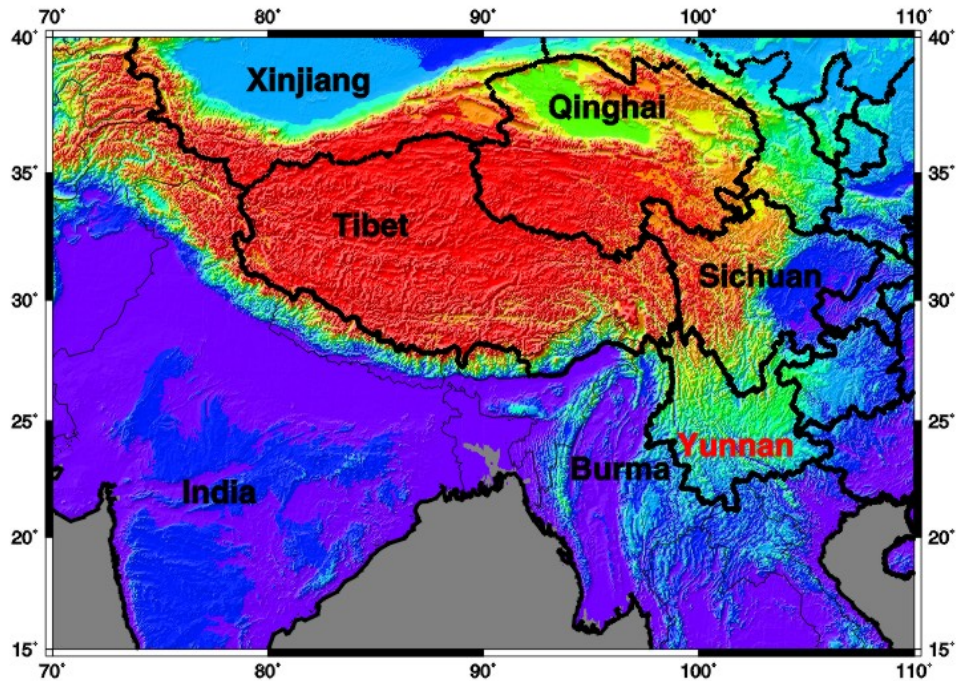 70+ 80+ 90+ 100+ 110+
40+ 40+
Xinjiang
Qinghai
35+ 35+
Tibet
Sichuan
30+ 30+
25+ 25+
Yunnan
Burma
India
20+ 20+
15+ 15+
70+ 80+ 90+ 100+ 110+